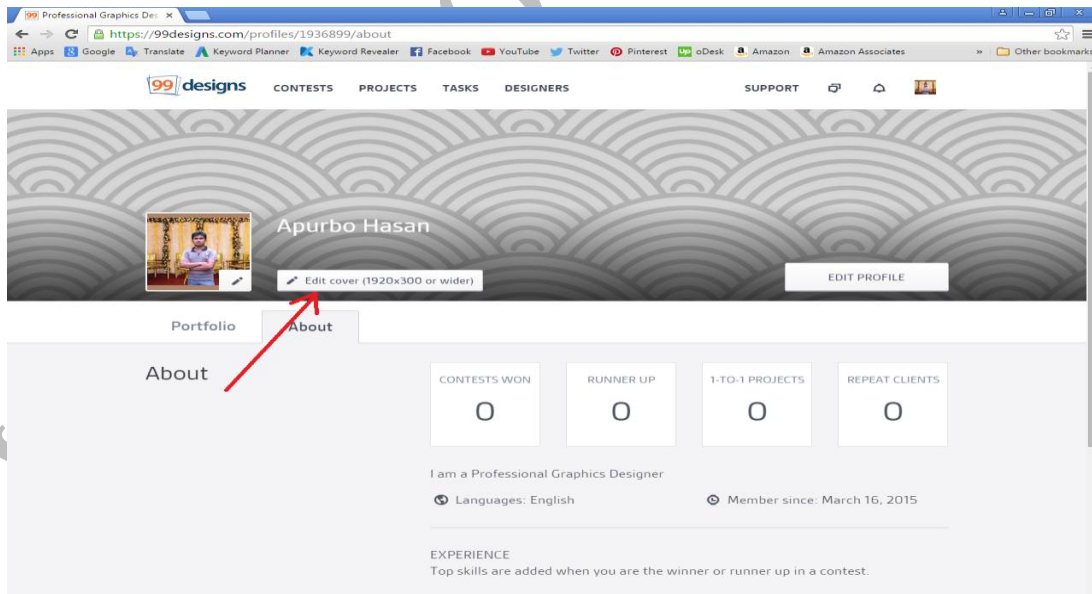 99 Professional Graphics Des
https://99designs.com/profiles/1936899/about
Apps Google Translate Keyword Planner Keyword Revealer Facebook YouTube Twitter Pinterest Up oDesk Amazon Amazon Associates » Other bookmarks
99 designs CONTESTS PROJECTS TASKS DESIGNERS SUPPORT
Apurbo Hasan
Edit cover (1920x300 or wider) EDIT PROFILE
Portfolio About
About
CONTESTS WON RUNNER UP 1-TO-1 PROJECTS REPEAT CLIENTS
0 0 0 0
I am a Professional Graphics Designer
Languages: English Member since: March 16, 2015
EXPERIENCE
Top skills are added when you are the winner or runner up in a contest.